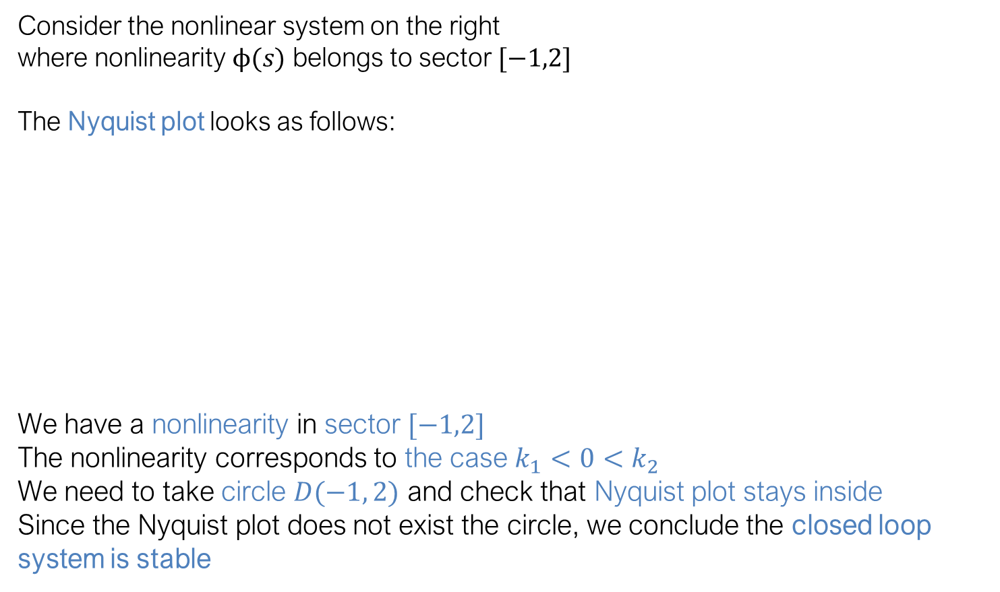 Consider the nonlinear system on the right
where nonlinearity ϕ(s) belongs to sector [−1,2]
The Nyquist plot looks as follows:
We have a nonlinearity in sector [−1,2]
The nonlinearity corresponds to the case k₁ < 0 < k₂
We need to take circle D(−1, 2) and check that Nyquist plot stays inside
Since the Nyquist plot does not exist the circle, we conclude the closed loop
system is stable